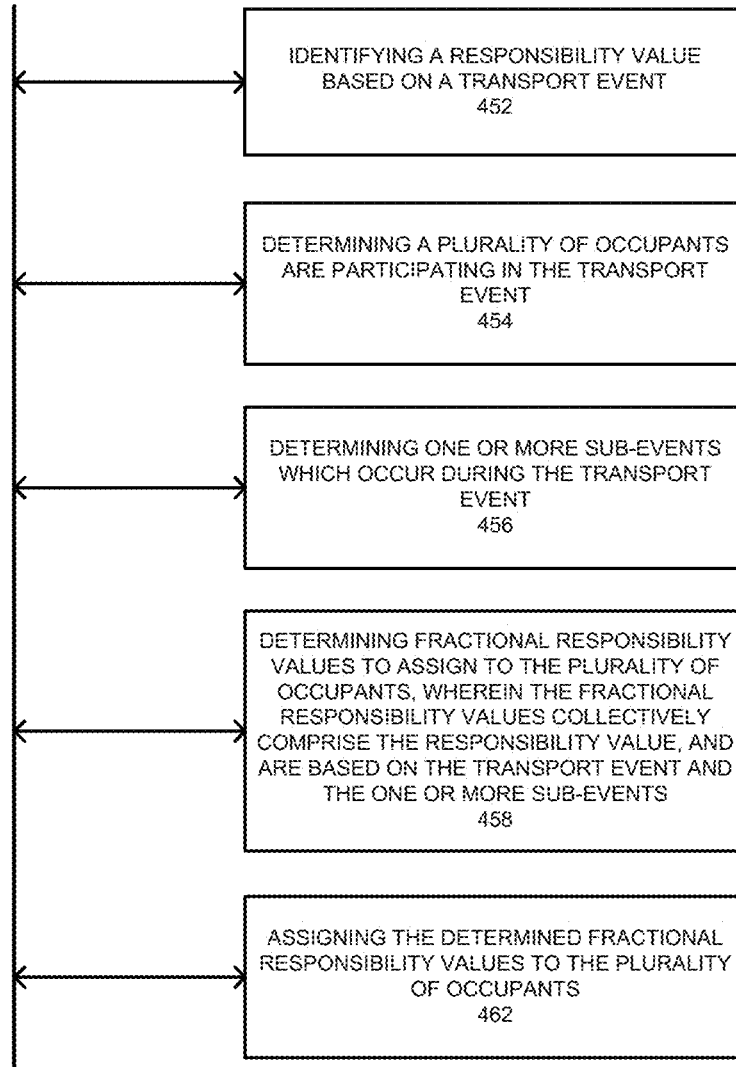 IDENTIFYING A RESPONSIBILITY VALUE
BASED ON A TRANSPORT EVENT
452
DETERMINING A PLURALITY OF OCCUPANTS
ARE PARTICIPATING IN THE TRANSPORT
EVENT
454
DETERMINING ONE OR MORE SUB-EVENTS
WHICH OCCUR DURING THE TRANSPORT
EVENT
456
DETERMINING FRACTIONAL RESPONSIBILITY
VALUES TO ASSIGN TO THE PLURALITY OF
OCCUPANTS, WHEREIN THE FRACTIONAL
RESPONSIBILITY VALUES COLLECTIVELY
COMPRISE THE RESPONSIBILITY VALUE, AND
ARE BASED ON THE TRANSPORT EVENT AND
THE ONE OR MORE SUB-EVENTS
458
ASSIGNING THE DETERMINED FRACTIONAL
RESPONSIBILITY VALUES TO THE PLURALITY
OF OCCUPANTS
462